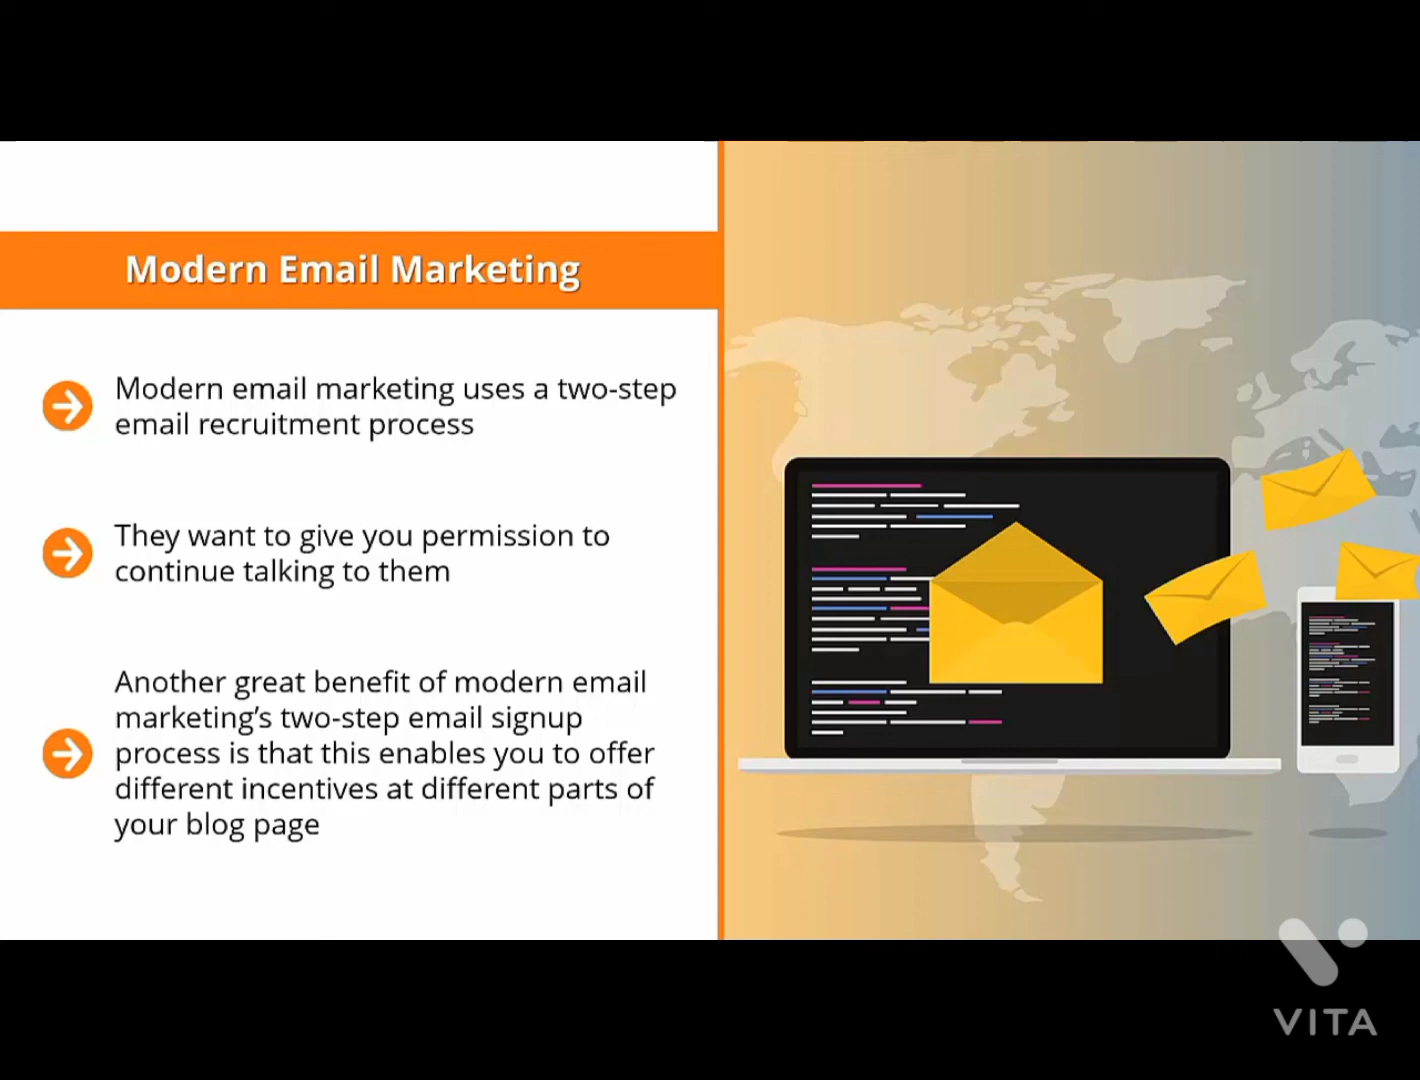 Modern Email Marketing
Modern email marketing uses a two-step
email recruitment process
They want to give you permission to
continue talking to them
Another great benefit of modern email
marketing’s two-step email signup
process is that this enables you to offer
different incentives at different parts of
your blog page
VITA